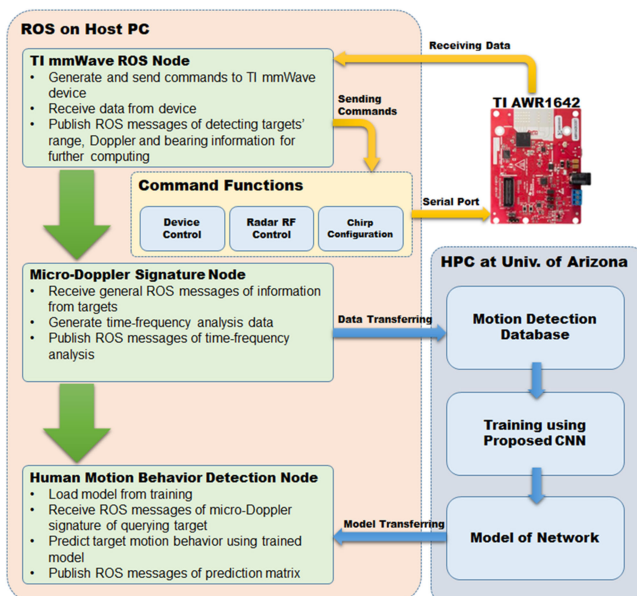 ROS on Host PC
TI mmWave ROS Node
• Generate and send commands to TI mmWave
device
• Receive data from device
• Publish ROS messages of detecting targets'
range, Doppler and bearing information for
further computing
Receiving Data
Sending
Commands
TI AWR1642
Command Functions
Device
Control
Radar RF
Control
Chirp
Configuration
Serial Port
Micro-Doppler Signature Node
• Receive general ROS messages of information
from targets
• Generate time-frequency analysis data
• Publish ROS messages of time-frequency
analysis
Data Transferring
HPC at Univ. of Arizona
Motion Detection
Database
Training using
Proposed CNN
Model of Network
Human Motion Behavior Detection Node
• Load model from training
• Receive ROS messages of micro-Doppler
signature of querying target
• Predict target motion behavior using trained
model
• Publish ROS messages of prediction matrix
Model Transferring